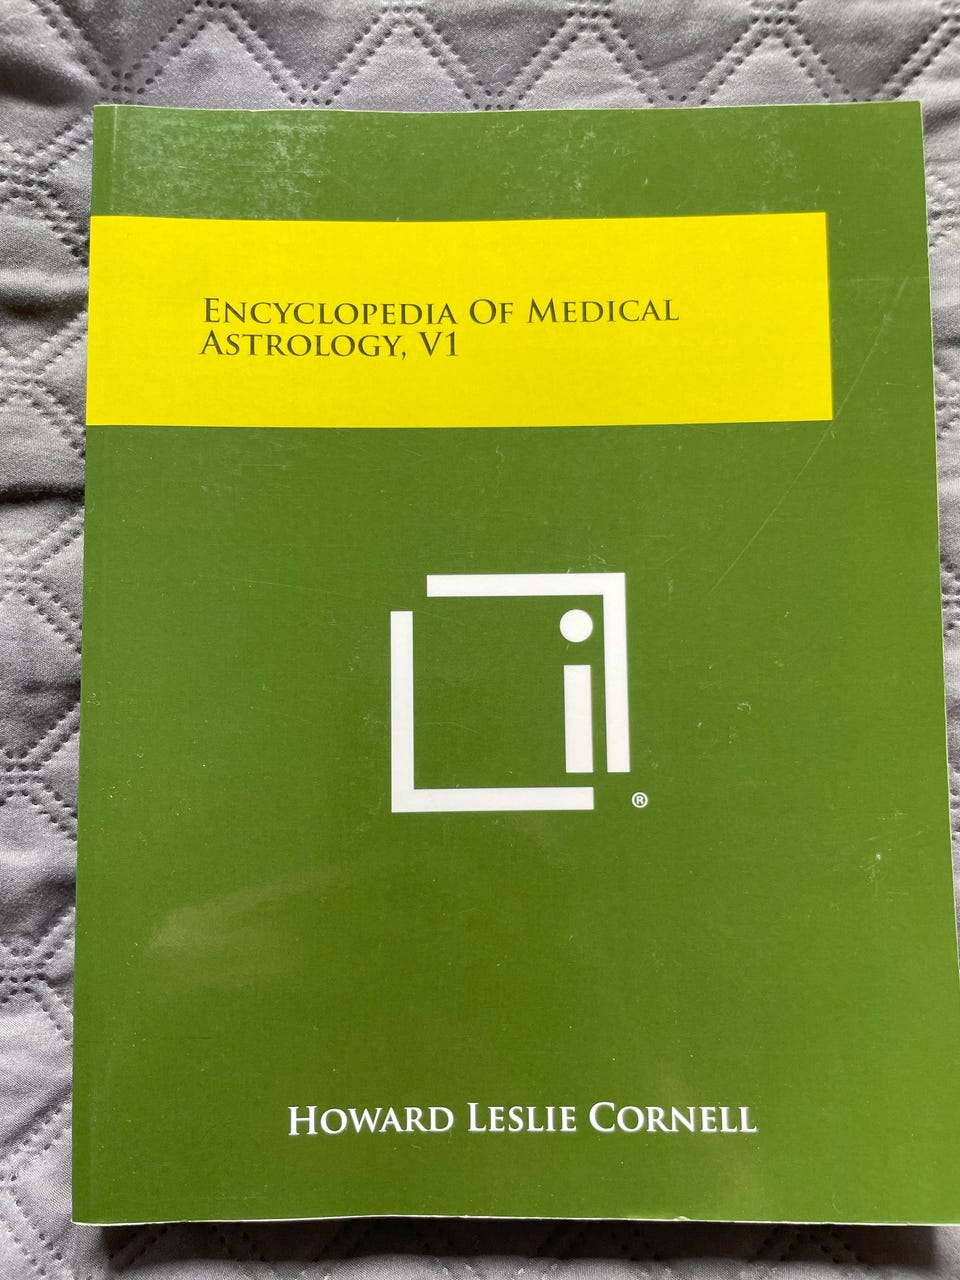 Encyclopedia Of Medical
Astrology, V1
i
®
Howard Leslie Cornell